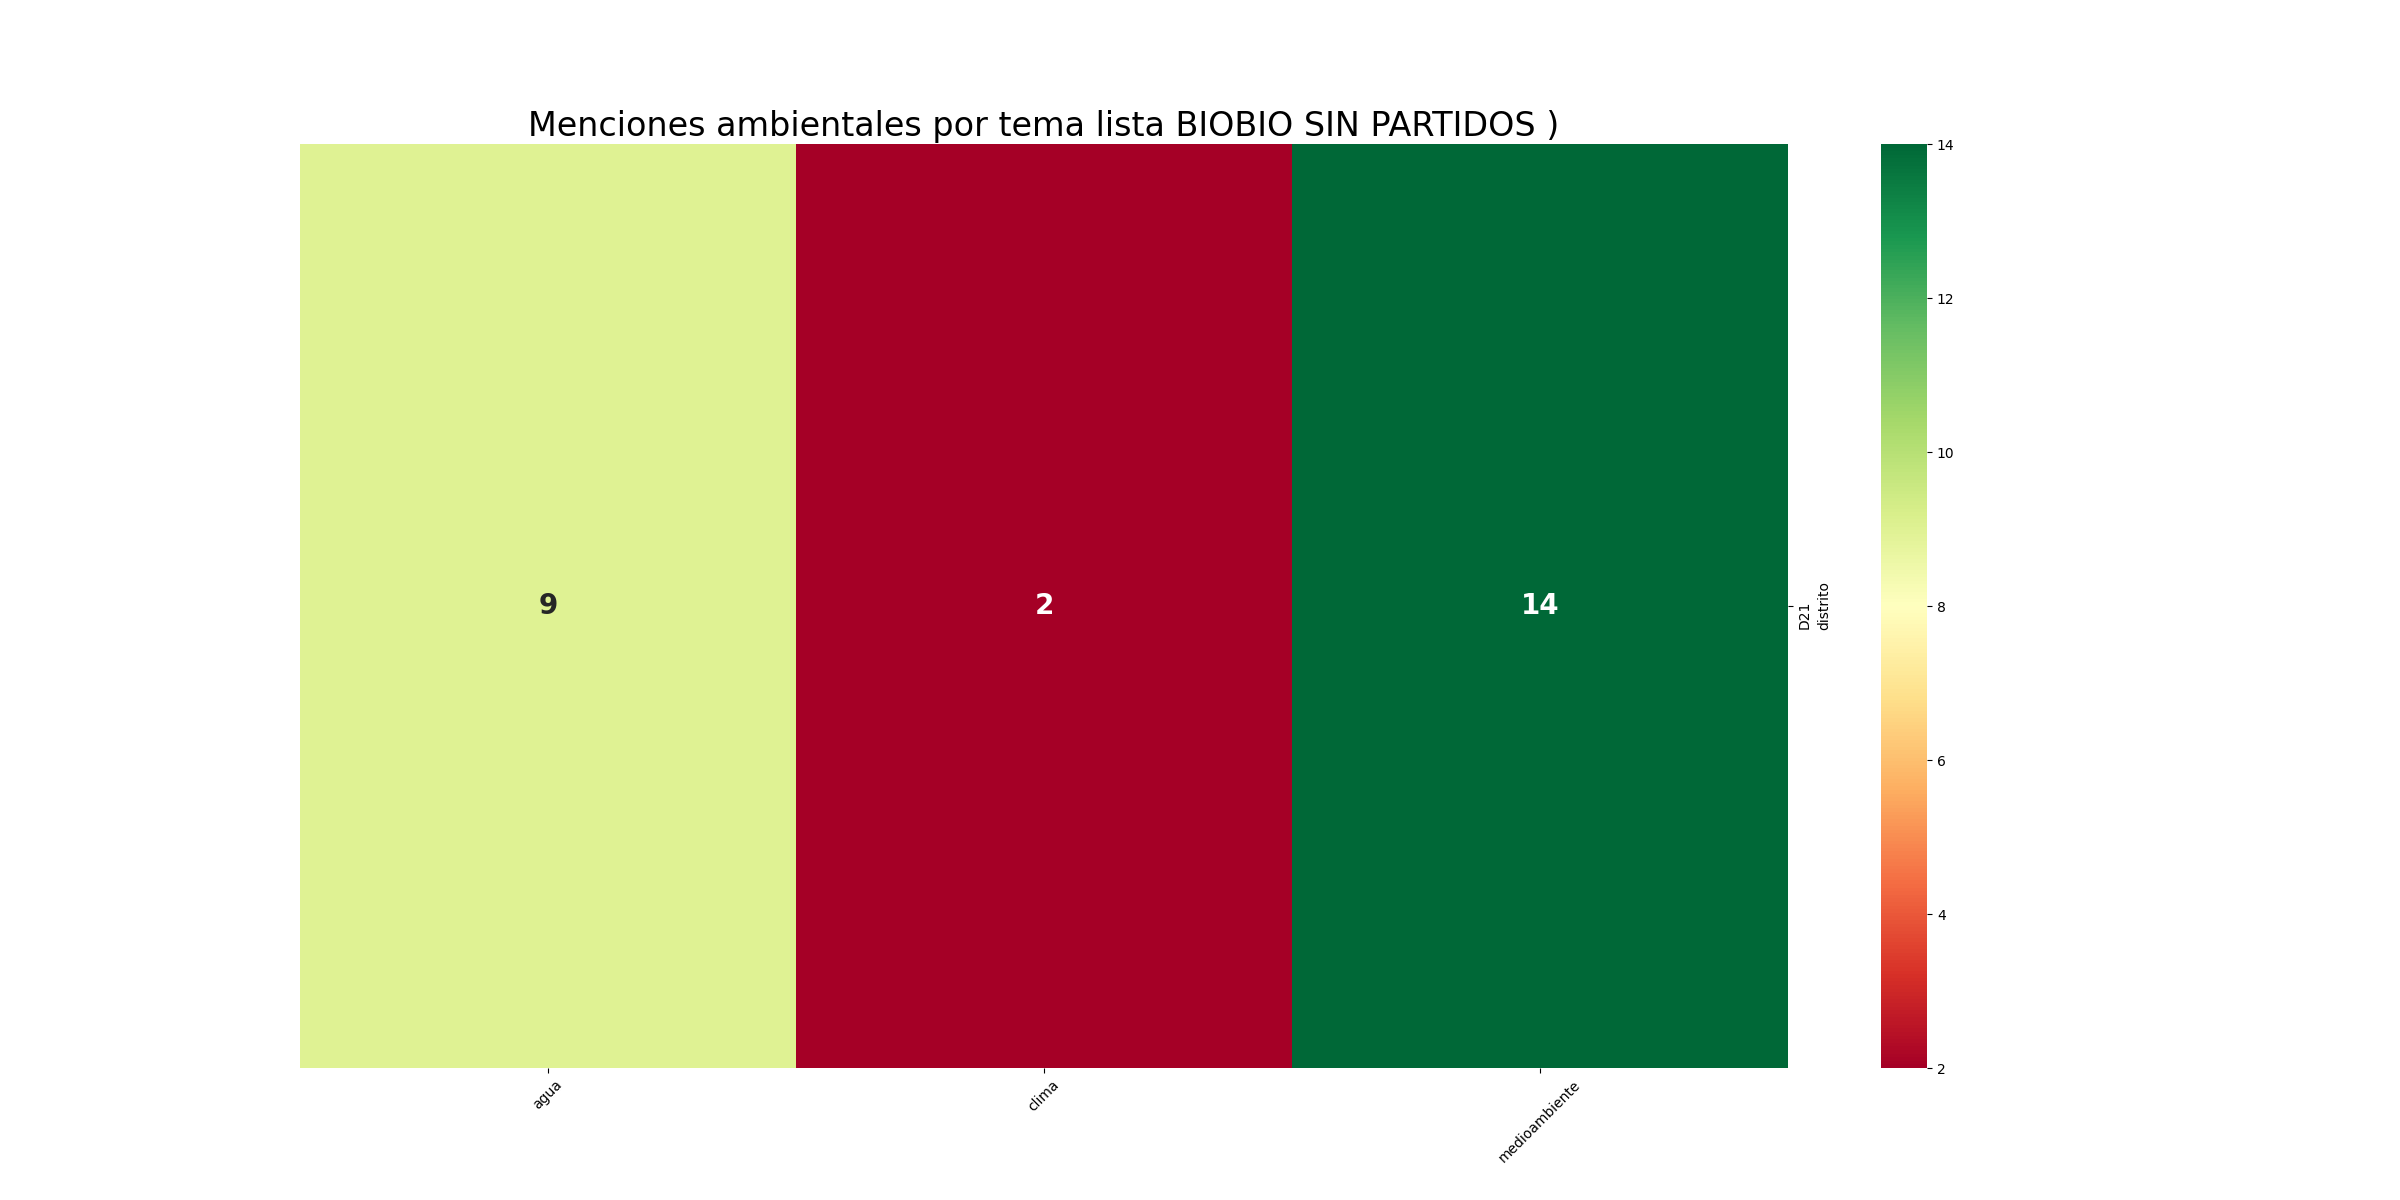 Menciones ambientales por tema lista BIOBIO SIN PARTIDOS )
9
2
14
D21
distrito
agua
clima
medioambiente
14
12
10
8
6
4
2